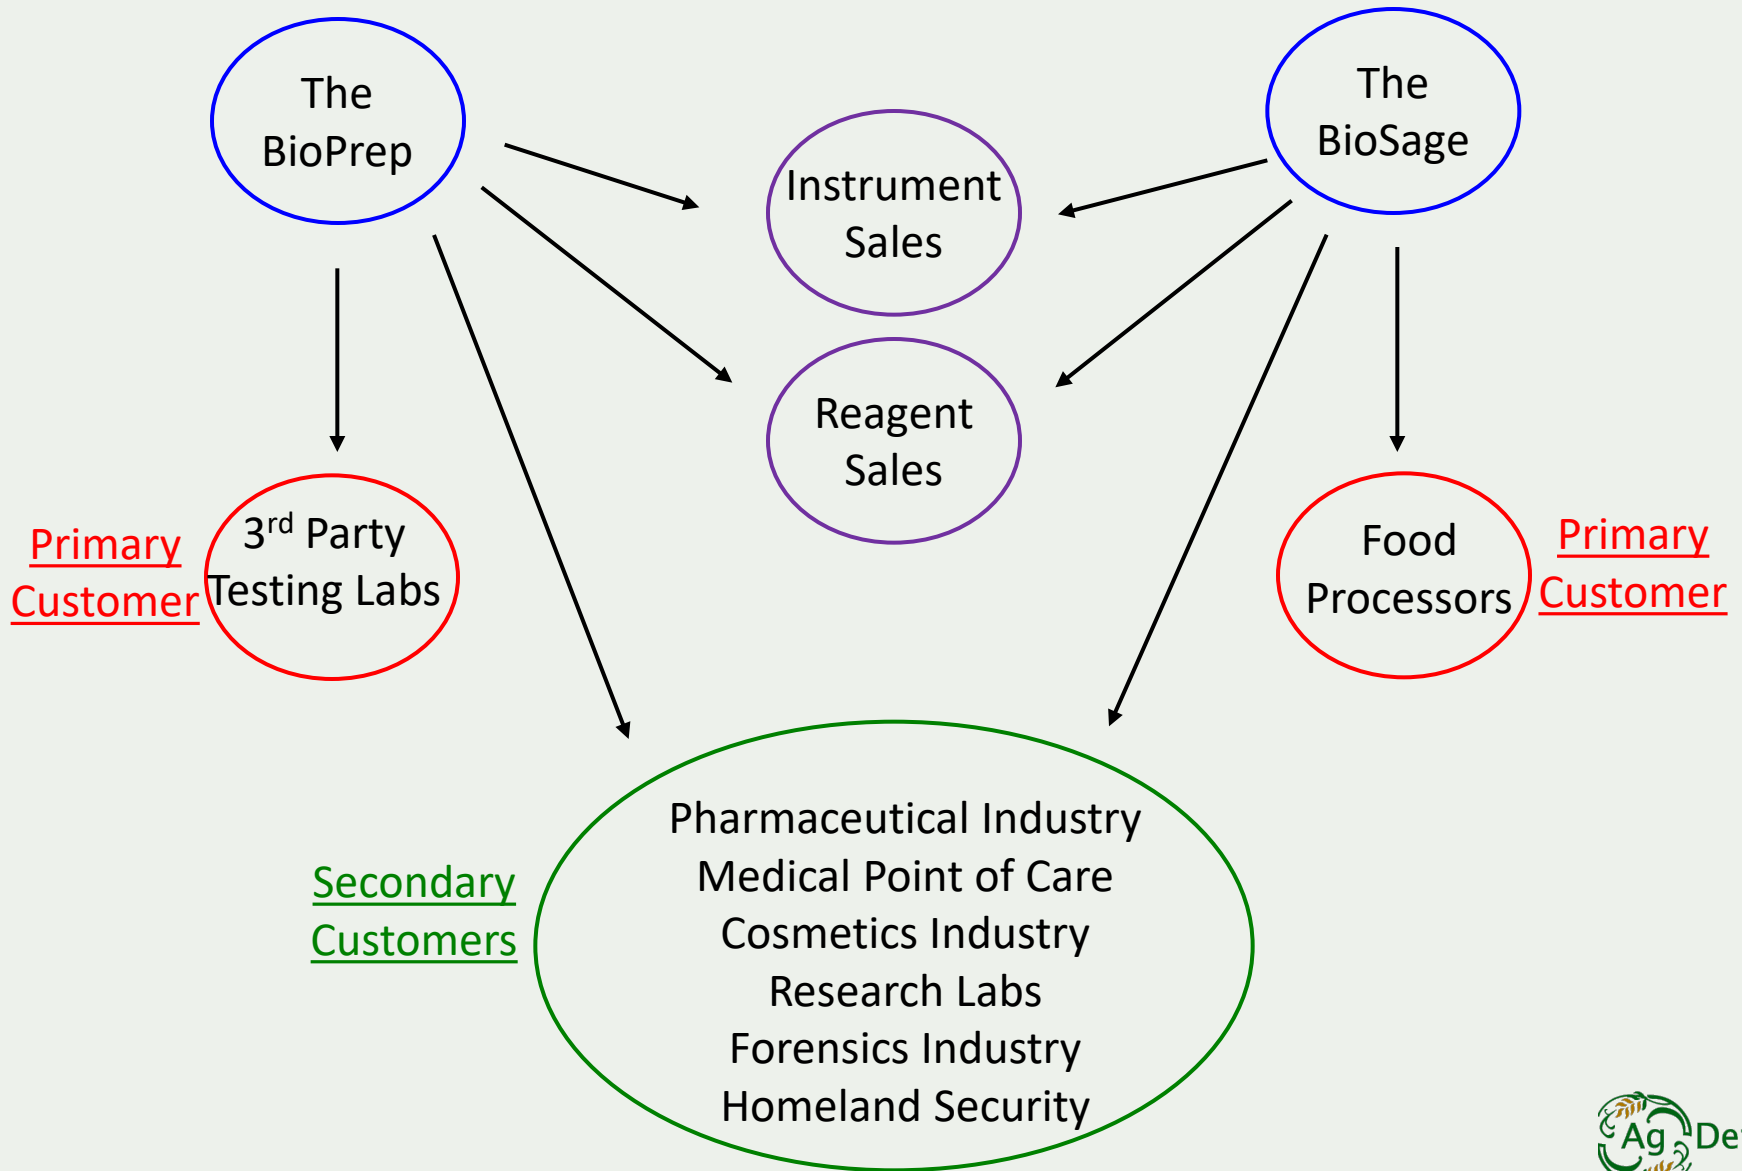 The
BioPrep
The
BioSage
Instrument
Sales
Reagent
Sales
Primary
Customer
3rd Party
Testing Labs
Food
Processors
Primary
Customer
Secondary
Customers
Pharmaceutical Industry
Medical Point of Care
Cosmetics Industry
Research Labs
Forensics Industry
Homeland Security
Ag